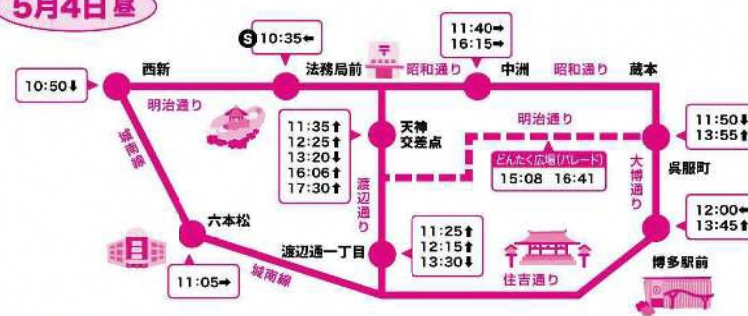 5月4日 昼
S 10:35←
11:40➡
16:15➡
西新
法務局前
〒
昭和通り
中洲
昭和通り
蔵本
10:50⬇
明治通り
明治通り
11:50⬇
13:55⬆
11:35⬆
12:25⬆
13:20⬇
16:06⬆
17:30⬆
天神
交差点
どんたく広場(パレード)
15:08 16:41
呉服町
城南線
渡辺通り
大博通り
12:00⬅
13:45⬆
六本松
渡辺通一丁目
11:25⬆
12:15⬆
13:30⬇
博多駅前
11:05➡
城南線
住吉通り